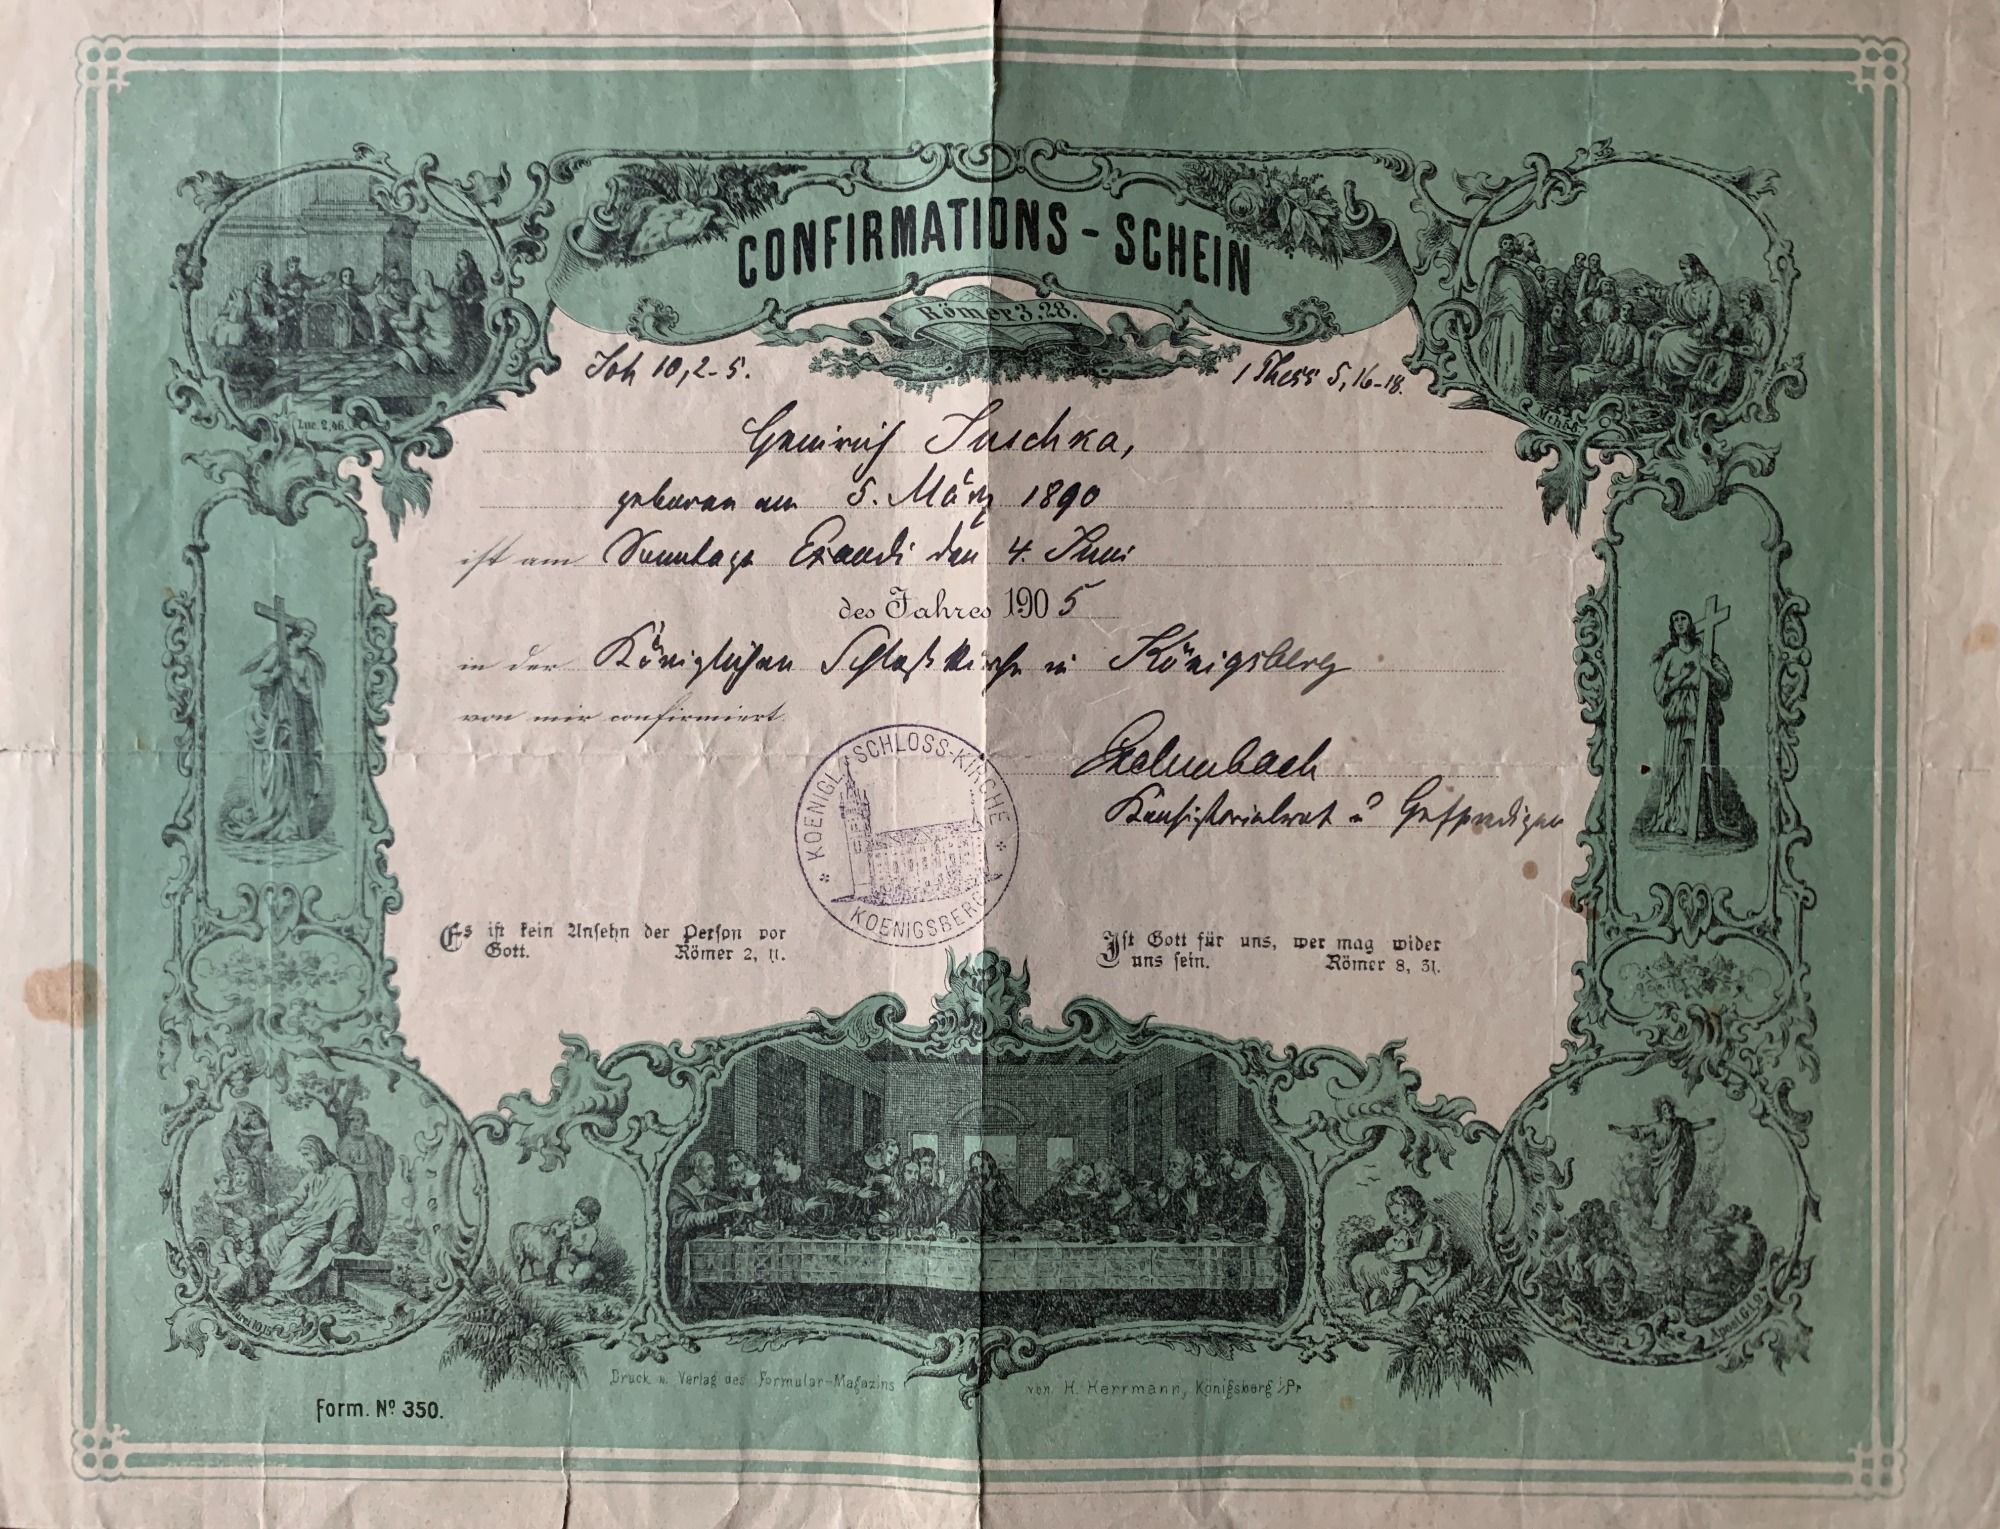 CONFIRMATIONS - SCHEIN
Römer 3,28.
Luc. 2,46.
Joh 10,2-5.
1 Thess 5,16-18.
Heinrich Juschka,
geboren am 5. März 1890
ist am Sonntage Exaudi den 4. Juni
des Jahres 1905
in der Königlichen Schloßkirche in Königsberg
von mir confirmiert.
Konsistorialrat u Hofprediger
KOENIGL. SCHLOSS-KIRCHE
KOENIGSBERG
Es ist kein Ansehn der Person vor
Gott. Römer 2, 11.
Ist Gott für uns, wer mag wider
uns sein. Römer 8, 31.
Druck u. Verlag des Formular-Magazins von H. Herrmann, Königsberg i/Pr
Form. Nº 350.